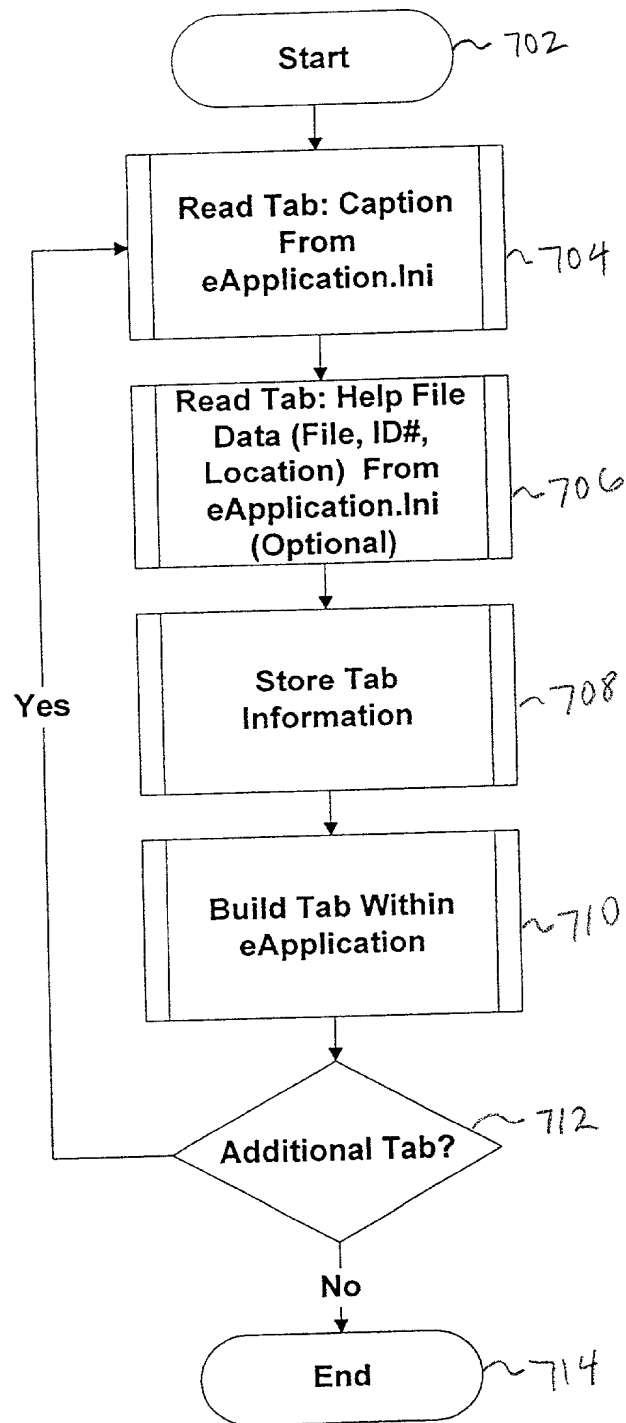 Start
702
Read Tab: Caption
From
eApplication.Ini
704
Read Tab: Help File
Data (File, ID#,
Location) From
eApplication.Ini
(Optional)
706
Store Tab
Information
708
Yes
Build Tab Within
eApplication
710
Additional Tab?
712
No
End
714